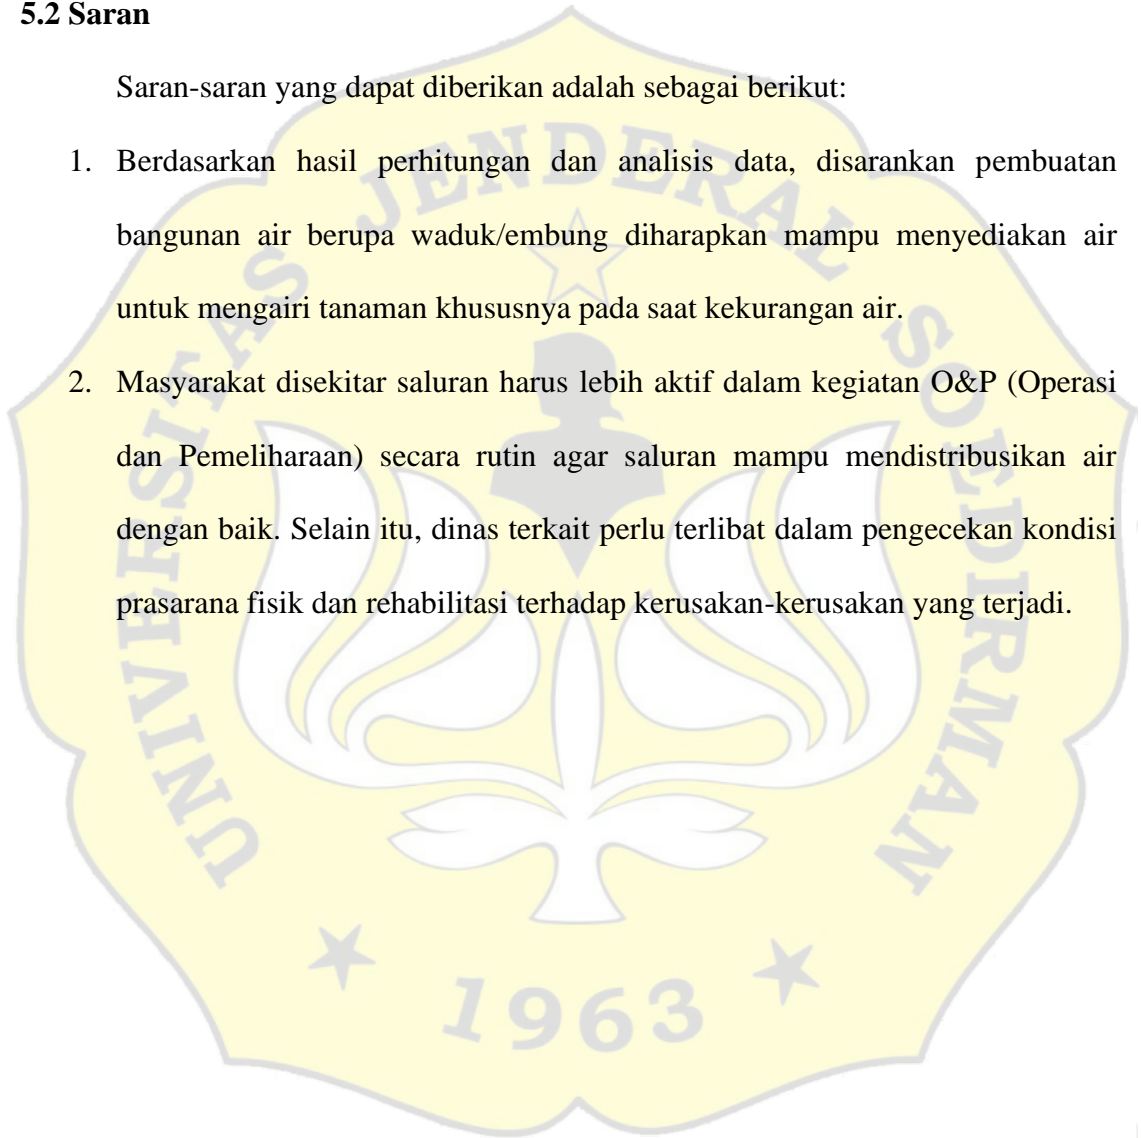 5.2 Saran
Saran-saran yang dapat diberikan adalah sebagai berikut:
1. Berdasarkan hasil perhitungan dan analisis data, disarankan pembuatan
bangunan air berupa waduk/embung diharapkan mampu menyediakan air
untuk mengairi tanaman khususnya pada saat kekurangan air.
2. Masyarakat disekitar saluran harus lebih aktif dalam kegiatan O&P (Operasi
dan Pemeliharaan) secara rutin agar saluran mampu mendistribusikan air
dengan baik. Selain itu, dinas terkait perlu terlibat dalam pengecekan kondisi
prasarana fisik dan rehabilitasi terhadap kerusakan-kerusakan yang terjadi.
UNIVERSITAS JENDERAL SOEDIRMAN
1963